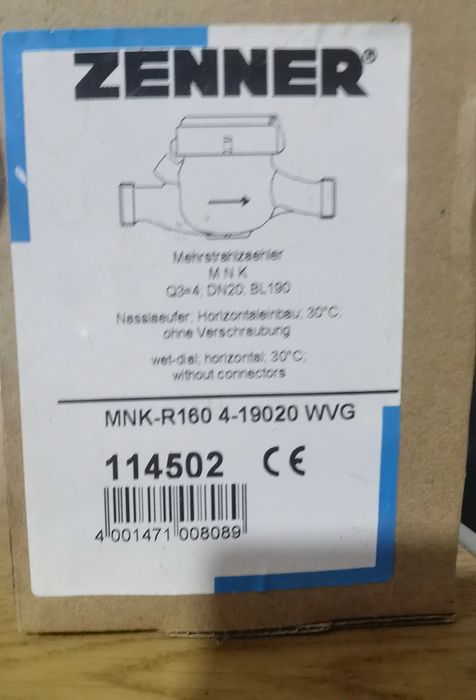 ZENNER®
Mehrstrahlzaehler
M N K
Q3=4; DN20; BL190
Nasslaeufer; Horizontaleinbau; 30°C;
ohne Verschraubung
wet-dial; horizontal; 30°C;
without connectors
MNK-R160 4-19020 WVG
114502 CE
4 001471 008089